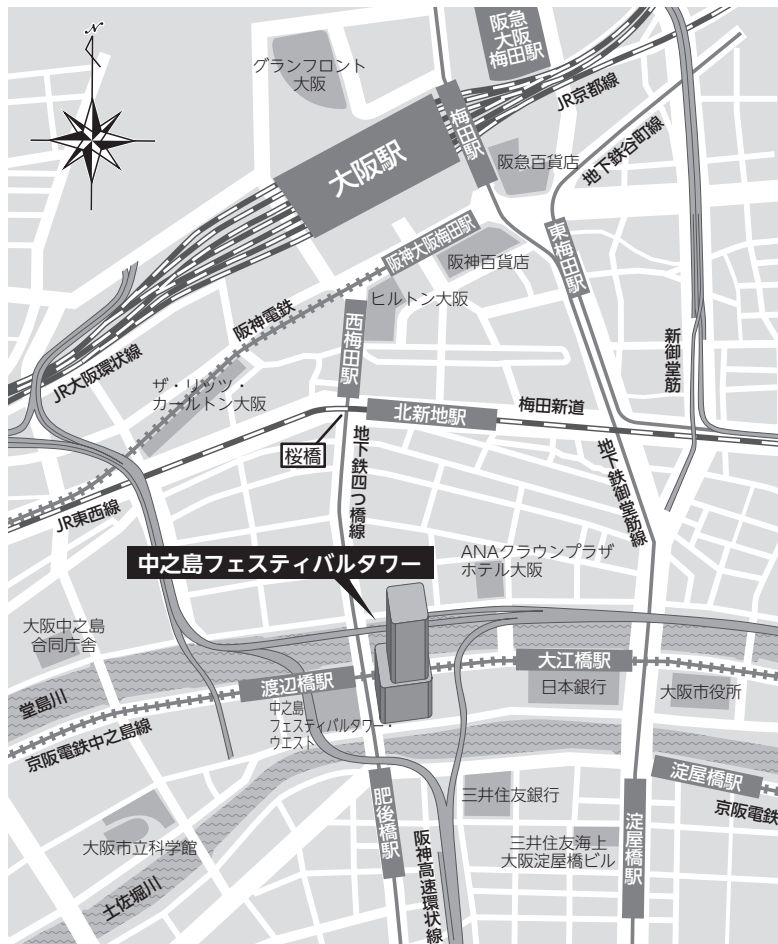 N
阪急
大阪
梅田駅
グランフロント
大阪
JR京都線
梅田駅
地下鉄谷町線
大阪駅
阪急百貨店
東梅田駅
阪神大阪梅田駅
阪神百貨店
ヒルトン大阪
阪神電鉄
西梅田駅
新御堂筋
JR大阪環状線
ザ・リッツ・
カールトン大阪
北新地駅
梅田新道
桜橋
地下鉄四つ橋線
地下鉄御堂筋線
JR東西線
中之島フェスティバルタワー
ANAクラウンプラザ
ホテル大阪
大阪中之島
合同庁舎
大江橋駅
渡辺橋駅
日本銀行
大阪市役所
堂島川
中之島
フェスティバルタワー・
ウエスト
京阪電鉄中之島線
淀屋橋駅
京阪電鉄
肥後橋駅
三井住友銀行
淀屋橋駅
大阪市立科学館
阪神高速環状線
三井住友海上
大阪淀屋橋ビル
土佐堀川